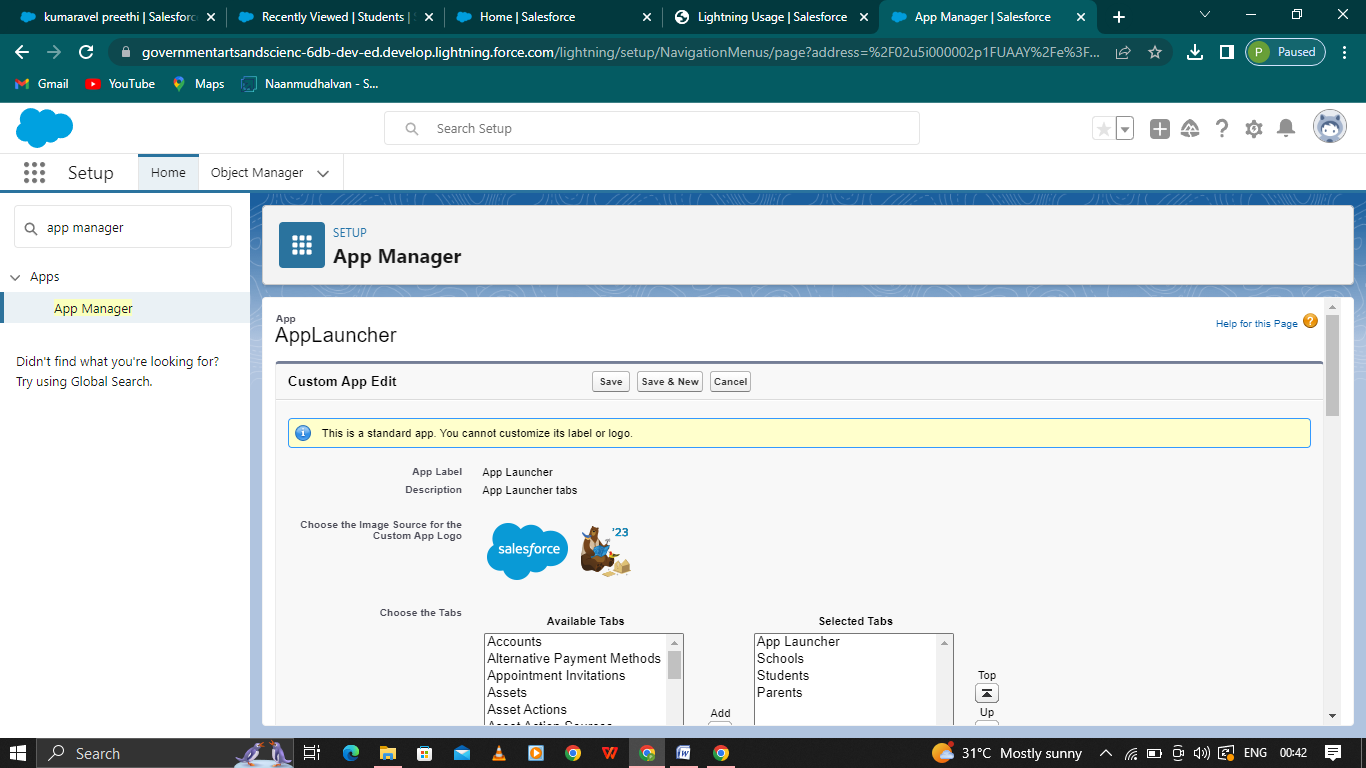 kumaravel preethi | Salesforc
Recently Viewed | Students |
Home | Salesforce
Lightning Usage | Salesforce
App Manager | Salesforce
governmentartsandscienc-6db-dev-ed.develop.lightning.force.com/lightning/setup/NavigationMenus/page?address=%2F02u5i000002p1FUAAY%2Fe%3F...
P Paused
Gmail
YouTube
Maps
Naanmudhalvan - S...
Search Setup
Setup
Home
Object Manager
app manager
Apps
App Manager
Didn't find what you're looking for?
Try using Global Search.
SETUP
App Manager
App
AppLauncher
Help for this Page
Custom App Edit
Save
Save & New
Cancel
This is a standard app. You cannot customize its label or logo.
App Label App Launcher
Description App Launcher tabs
Choose the Image Source for the
Custom App Logo
salesforce
'23
Choose the Tabs
Available Tabs
Accounts
Alternative Payment Methods
Appointment Invitations
Assets
Asset Actions
Asset Action Sources
Add
Selected Tabs
App Launcher
Schools
Students
Parents
Top
Up
Search
31°C Mostly sunny
ENG
00:42